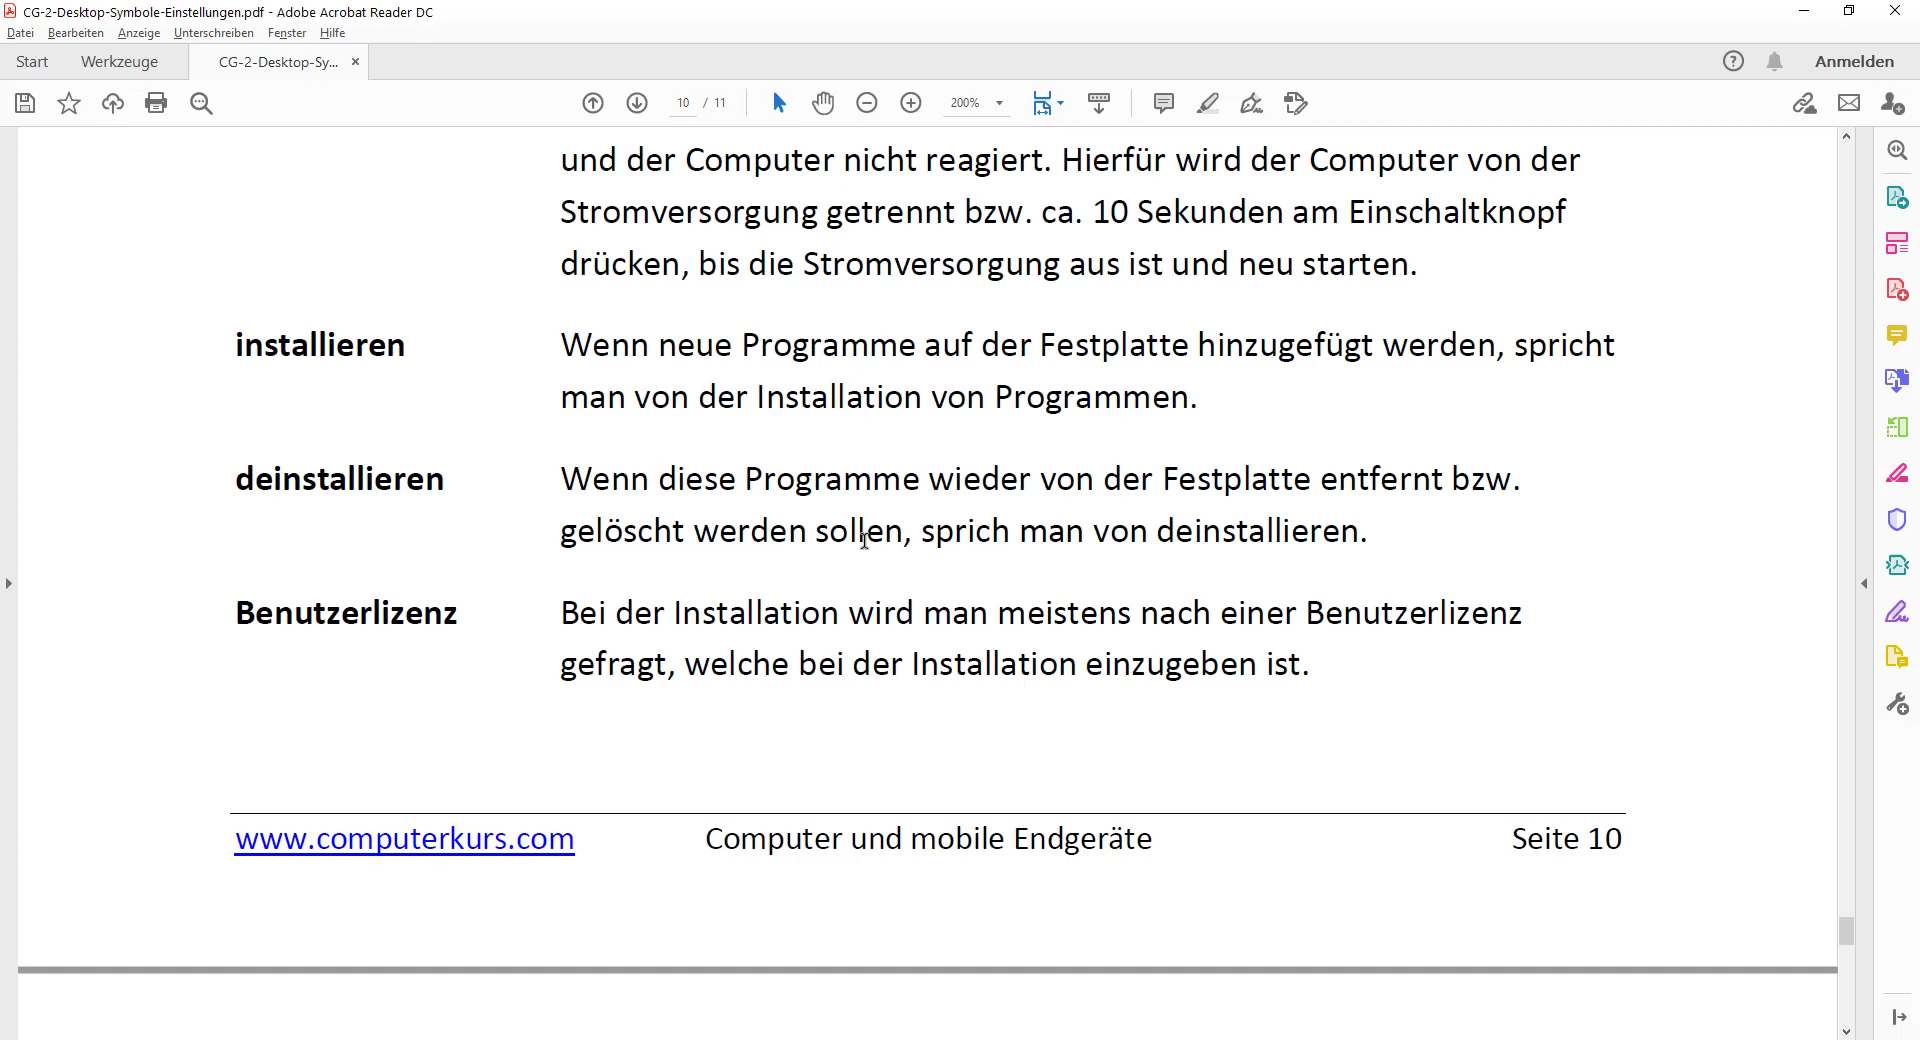 CG-2-Desktop-Symbole-Einstellungen.pdf - Adobe Acrobat Reader DC
Datei Bearbeiten Anzeige Unterschreiben Fenster Hilfe
Start Werkzeuge CG-2-Desktop-Sy... Anmelden
10 / 11 200%
und der Computer nicht reagiert. Hierfür wird der Computer von der
Stromversorgung getrennt bzw. ca. 10 Sekunden am Einschaltknopf
drücken, bis die Stromversorgung aus ist und neu starten.
installieren Wenn neue Programme auf der Festplatte hinzugefügt werden, spricht
man von der Installation von Programmen.
deinstallieren Wenn diese Programme wieder von der Festplatte entfernt bzw.
gelöscht werden sollen, sprich man von deinstallieren.
Benutzerlizenz Bei der Installation wird man meistens nach einer Benutzerlizenz
gefragt, welche bei der Installation einzugeben ist.
www.computerkurs.com Computer und mobile Endgeräte Seite 10